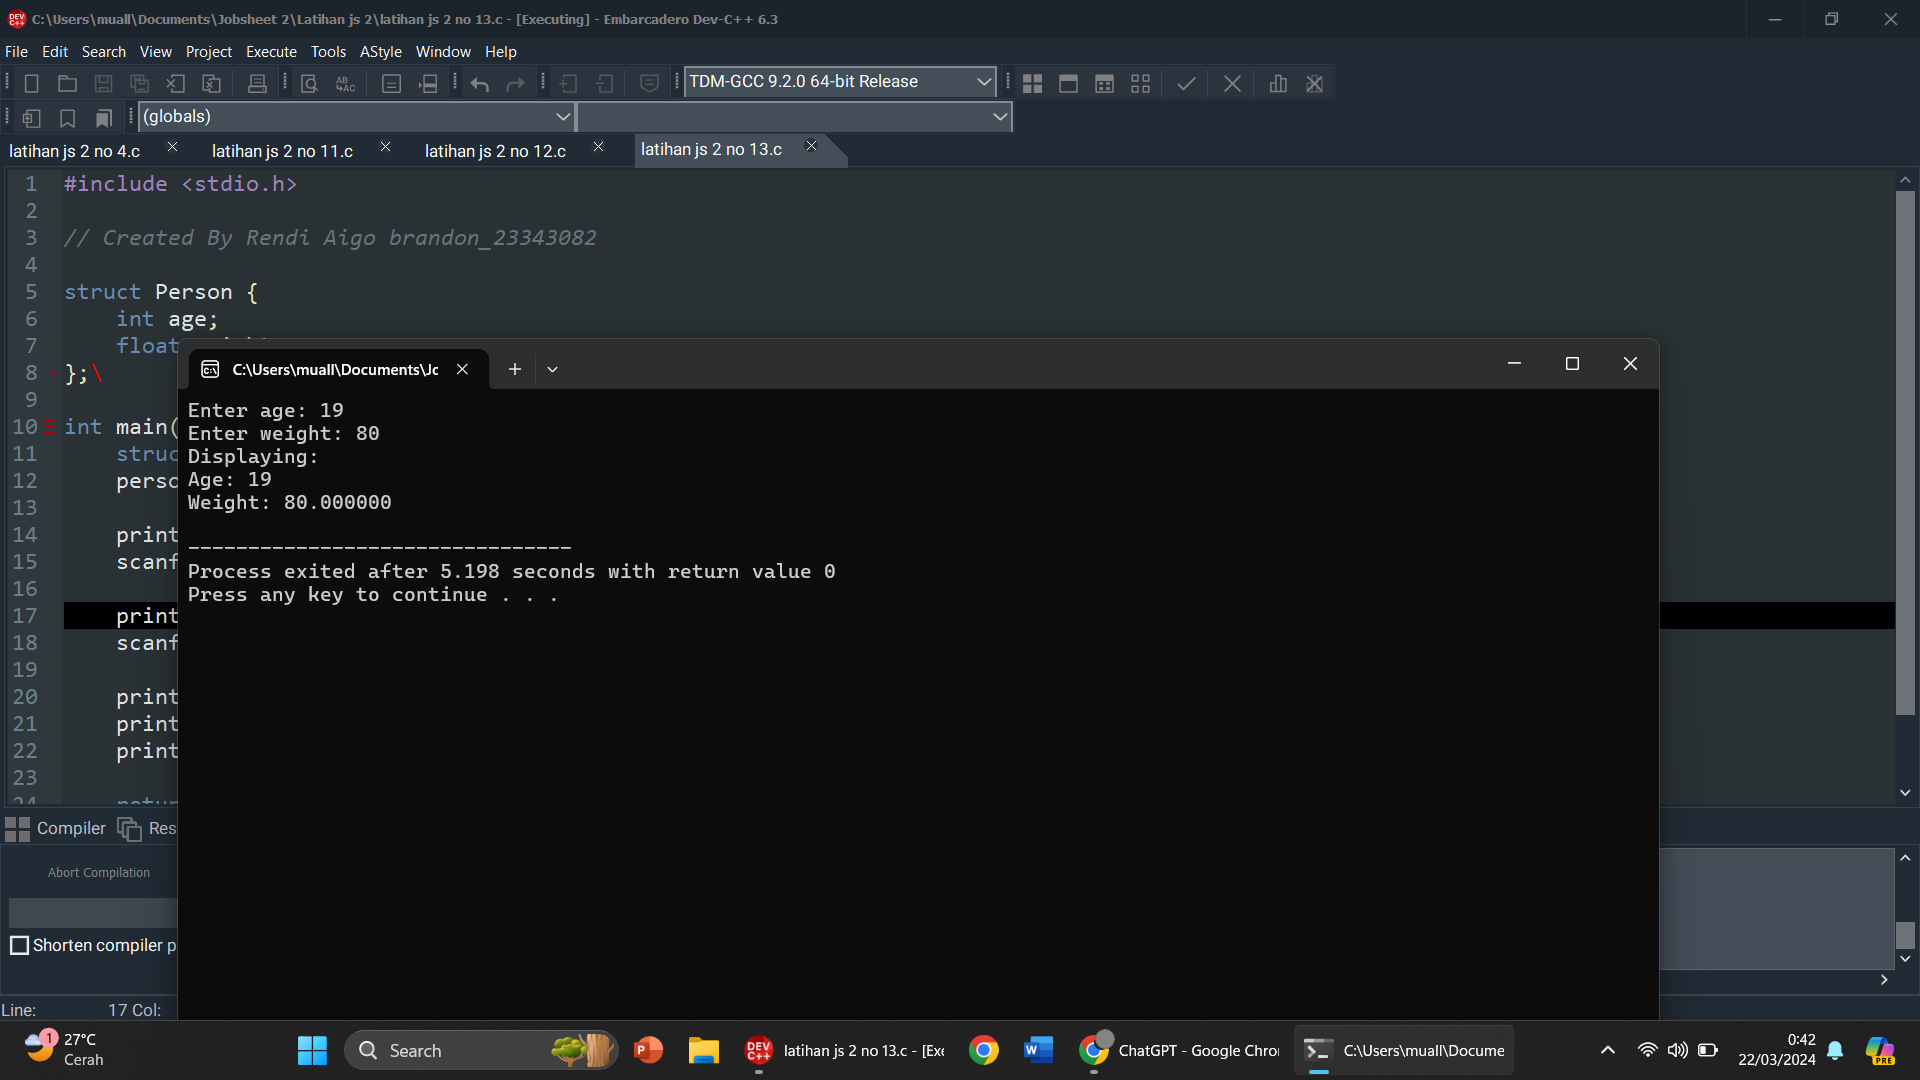 C:\Users\muall\Documents\Jobsheet 2\Latihan js 2\latihan js 2 no 13.c - [Executing] - Embarcadero Dev-C++ 6.3
File Edit Search View Project Execute Tools AStyle Window Help
TDM-GCC 9.2.0 64-bit Release
(globals)
latihan js 2 no 4.c latihan js 2 no 11.c latihan js 2 no 12.c latihan js 2 no 13.c
1 #include <stdio.h>
2
3 // Created By Rendi Aigo brandon_23343082
4
5 struct Person {
6 int age;
7 float
8 };\
9
10 int main(
11 struc
12 perso
13
14 print
15 scanf
16
17 print
18 scanf
19
20 print
21 print
22 print
23
24 retur
C:\Users\muall\Documents\Jc
Enter age: 19
Enter weight: 80
Displaying:
Age: 19
Weight: 80.000000
--------------------------------
Process exited after 5.198 seconds with return value 0
Press any key to continue . . .
Compiler Res
Abort Compilation
Shorten compiler p
Line: 17 Col:
1
27°C
Cerah
Search
DEV C++
latihan js 2 no 13.c - [Exe
ChatGPT - Google Chro
C:\Users\muall\Docume
0:42
22/03/2024
PRE